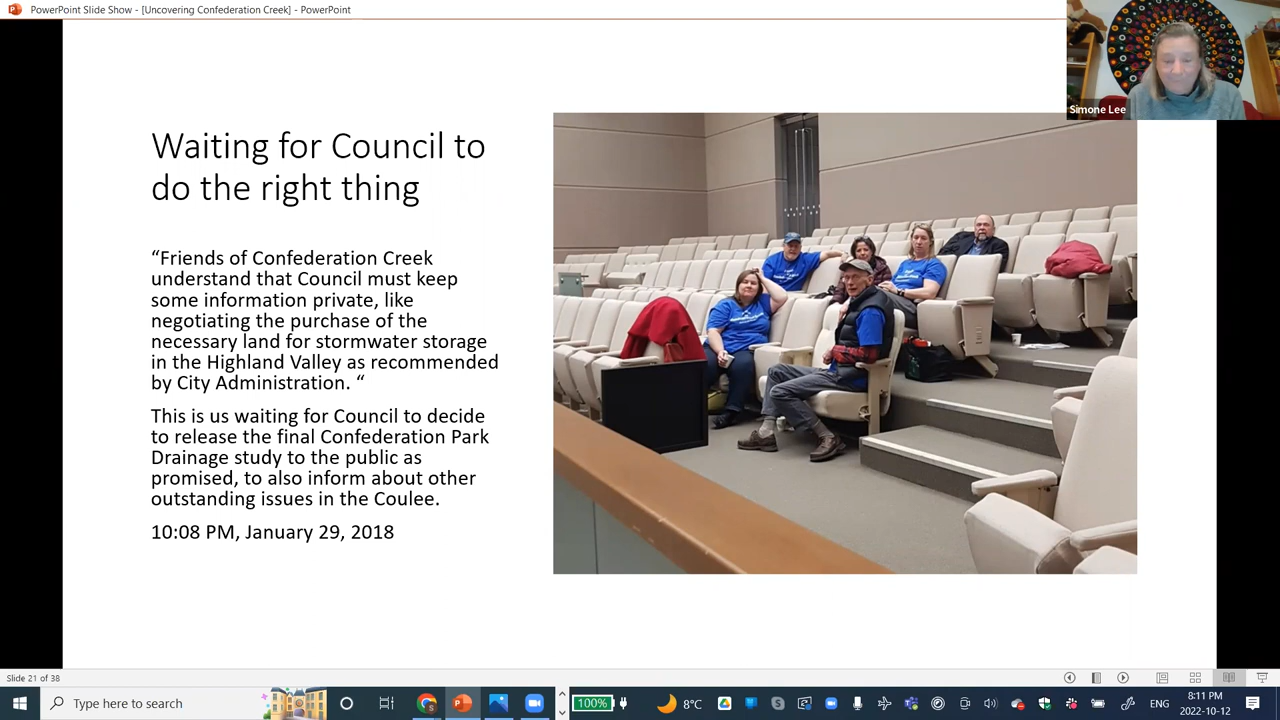 PowerPoint Slide Show - [Uncovering Confederation Creek] - PowerPoint
Simone Lee
Waiting for Council to
do the right thing
“Friends of Confederation Creek
understand that Council must keep
some information private, like
negotiating the purchase of the
necessary land for stormwater storage
in the Highland Valley as recommended
by City Administration. “
This is us waiting for Council to decide
to release the final Confederation Park
Drainage study to the public as
promised, to also inform about other
outstanding issues in the Coulee.
10:08 PM, January 29, 2018
Slide 21 of 38
Type here to search
100%
8°C
ENG
8:11 PM
2022-10-12